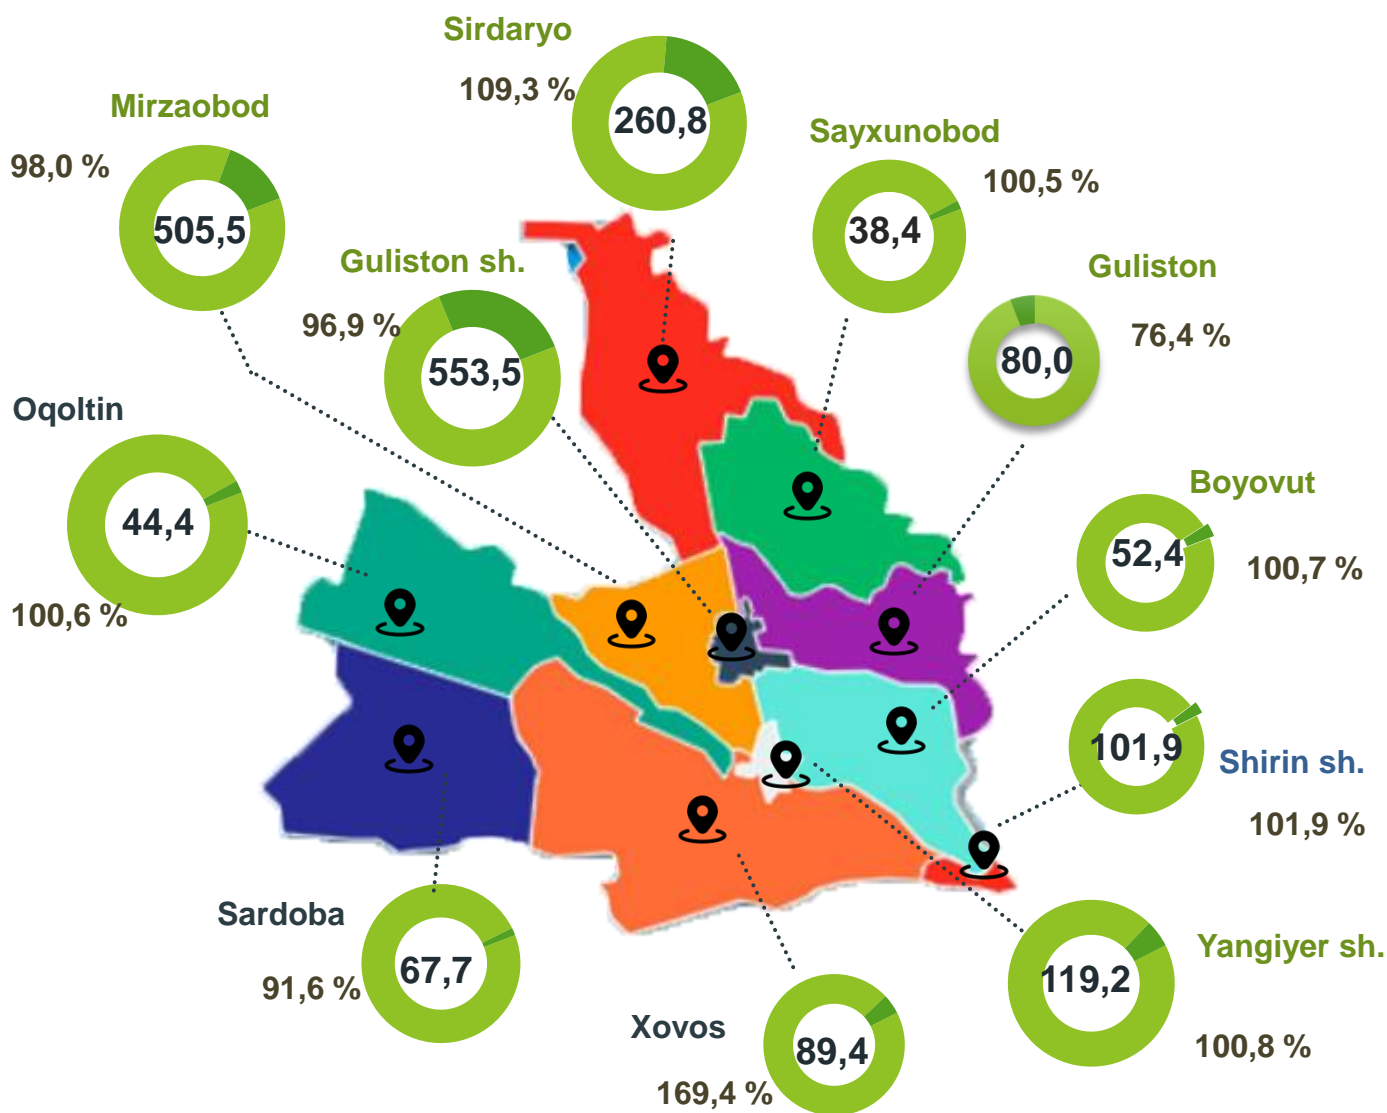 Sirdaryo
109,3 %
260,8
Mirzaobod
98,0 %
505,5
Sayxunobod
100,5 %
38,4
Guliston sh.
96,9 %
553,5
Guliston
76,4 %
80,0
Oqoltin
44,4
100,6 %
Boyovut
52,4
100,7 %
101,9
Shirin sh.
101,9 %
Sardoba
67,7
91,6 %
Yangiyer sh.
119,2
100,8 %
Xovos
89,4
169,4 %